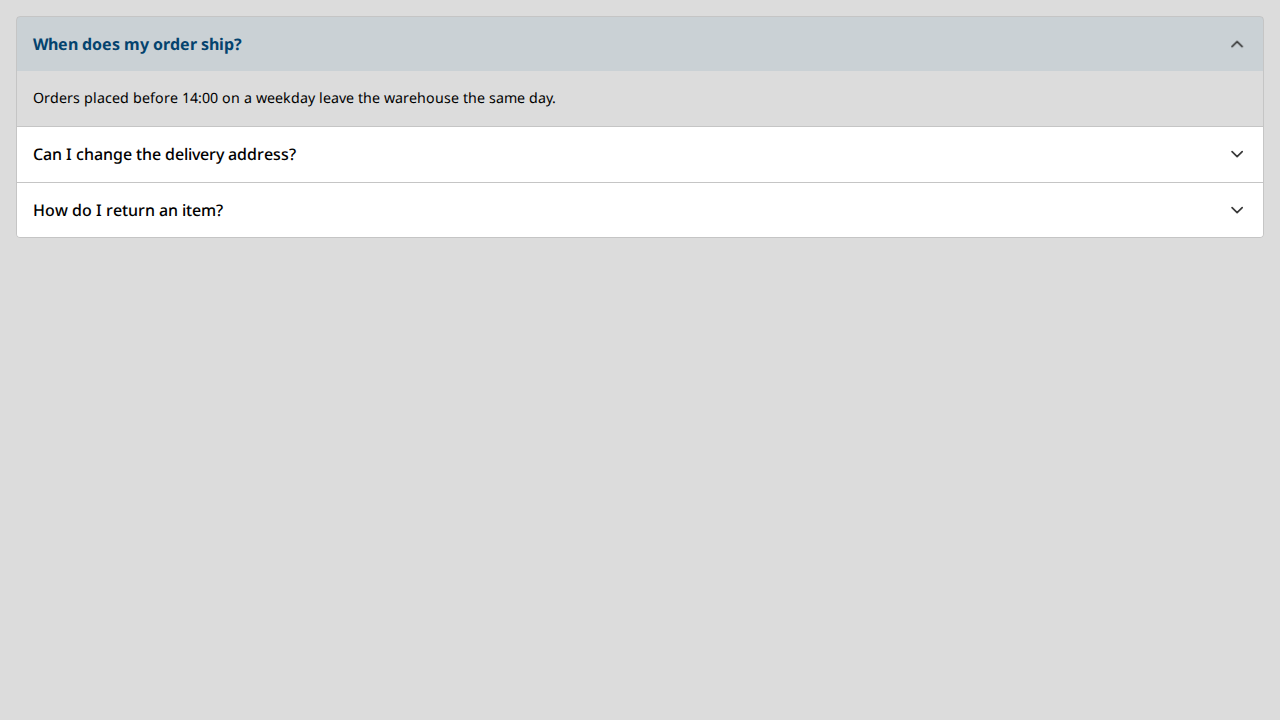 When does my order ship?
Orders placed before 14:00 on a weekday leave the warehouse the same day.
Can I change the delivery address?
How do I return an item?